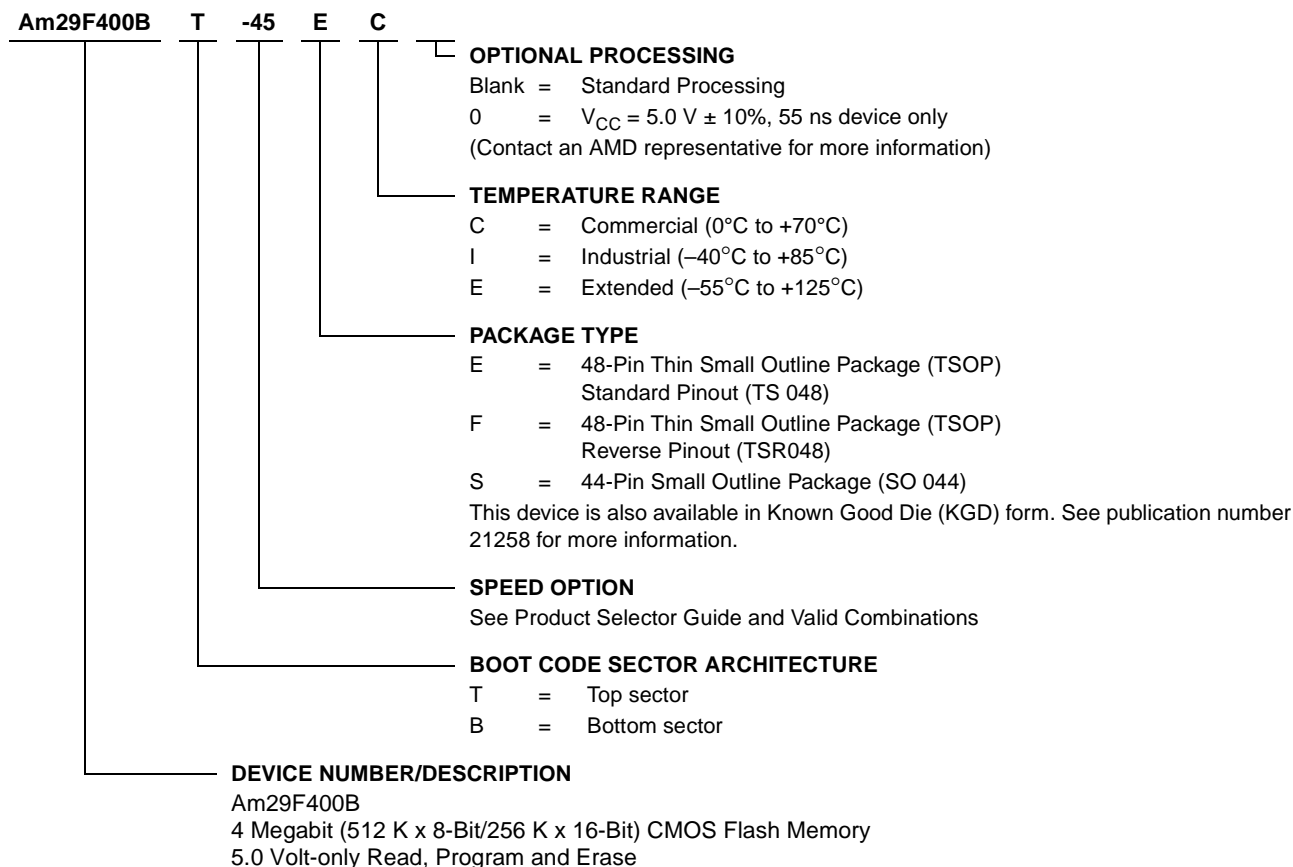 Am29F400B T -45 E C
OPTIONAL PROCESSING
Blank = Standard Processing
0 = VCC = 5.0 V ± 10%, 55 ns device only
(Contact an AMD representative for more information)
TEMPERATURE RANGE
C = Commercial (0°C to +70°C)
I = Industrial (–40°C to +85°C)
E = Extended (–55°C to +125°C)
PACKAGE TYPE
E = 48-Pin Thin Small Outline Package (TSOP)
Standard Pinout (TS 048)
F = 48-Pin Thin Small Outline Package (TSOP)
Reverse Pinout (TSR048)
S = 44-Pin Small Outline Package (SO 044)
This device is also available in Known Good Die (KGD) form. See publication number
21258 for more information.
SPEED OPTION
See Product Selector Guide and Valid Combinations
BOOT CODE SECTOR ARCHITECTURE
T = Top sector
B = Bottom sector
DEVICE NUMBER/DESCRIPTION
Am29F400B
4 Megabit (512 K x 8-Bit/256 K x 16-Bit) CMOS Flash Memory
5.0 Volt-only Read, Program and Erase